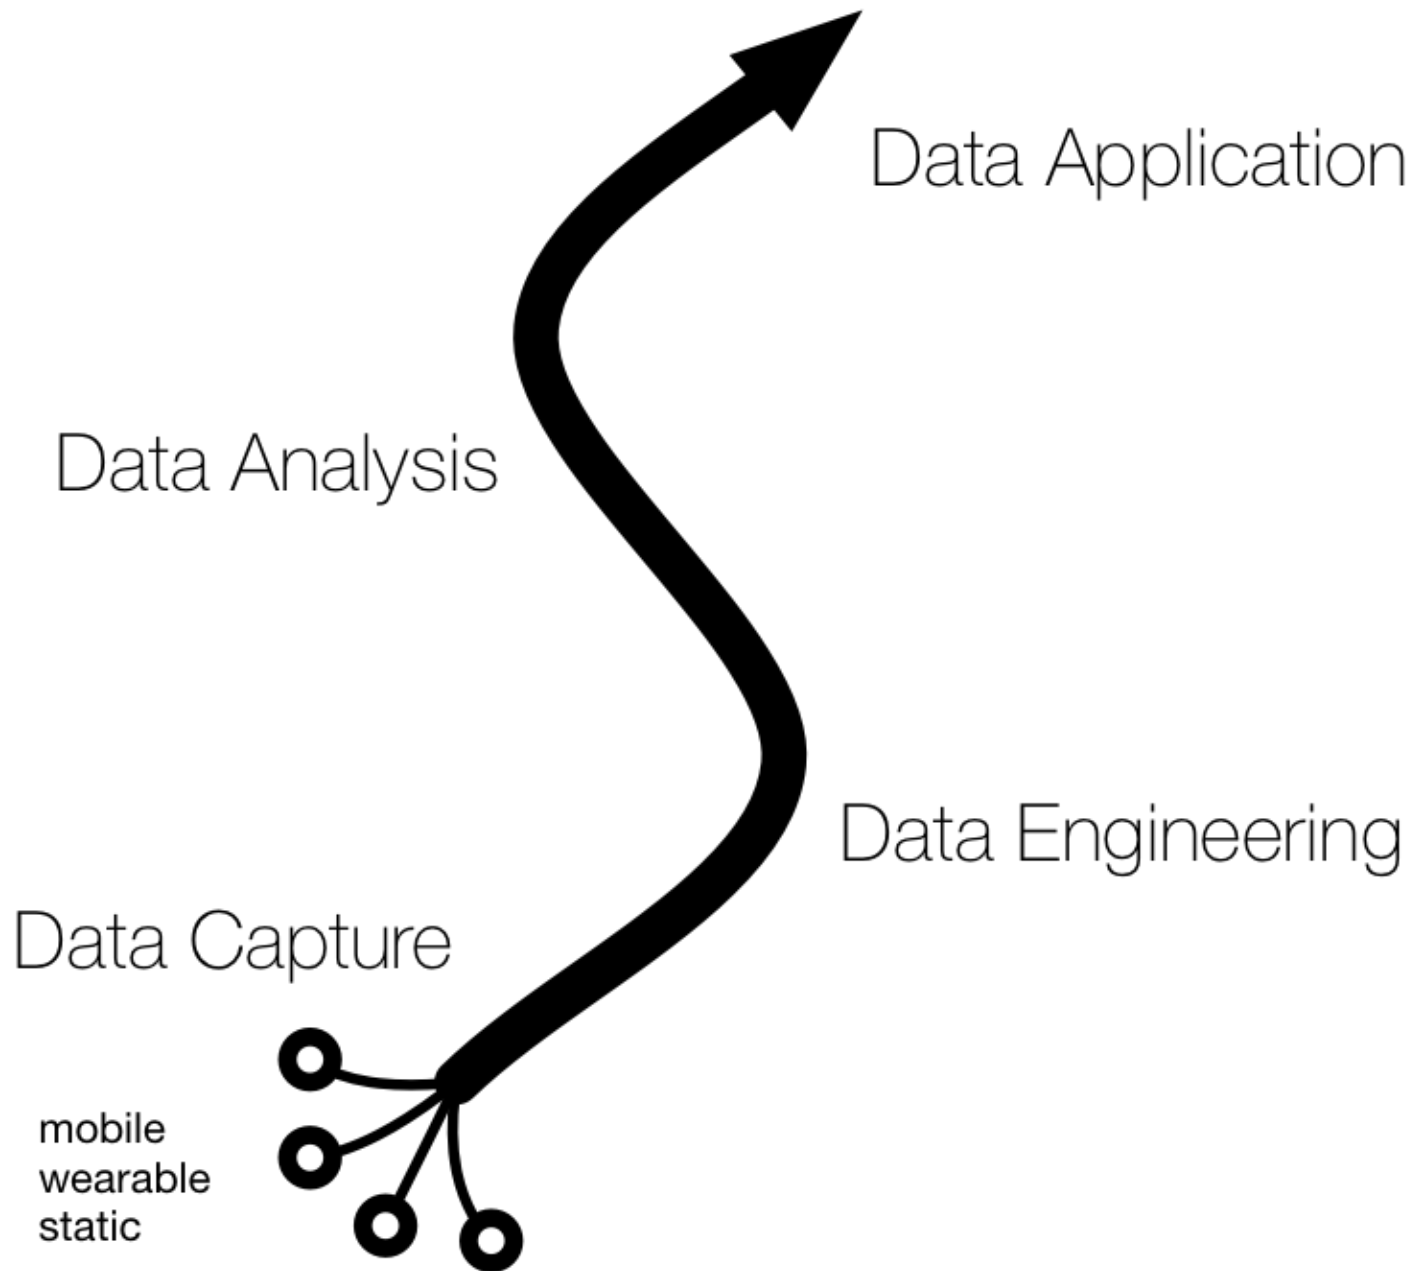 Data Application
Data Analysis
Data Engineering
Data Capture
mobile
wearable
static